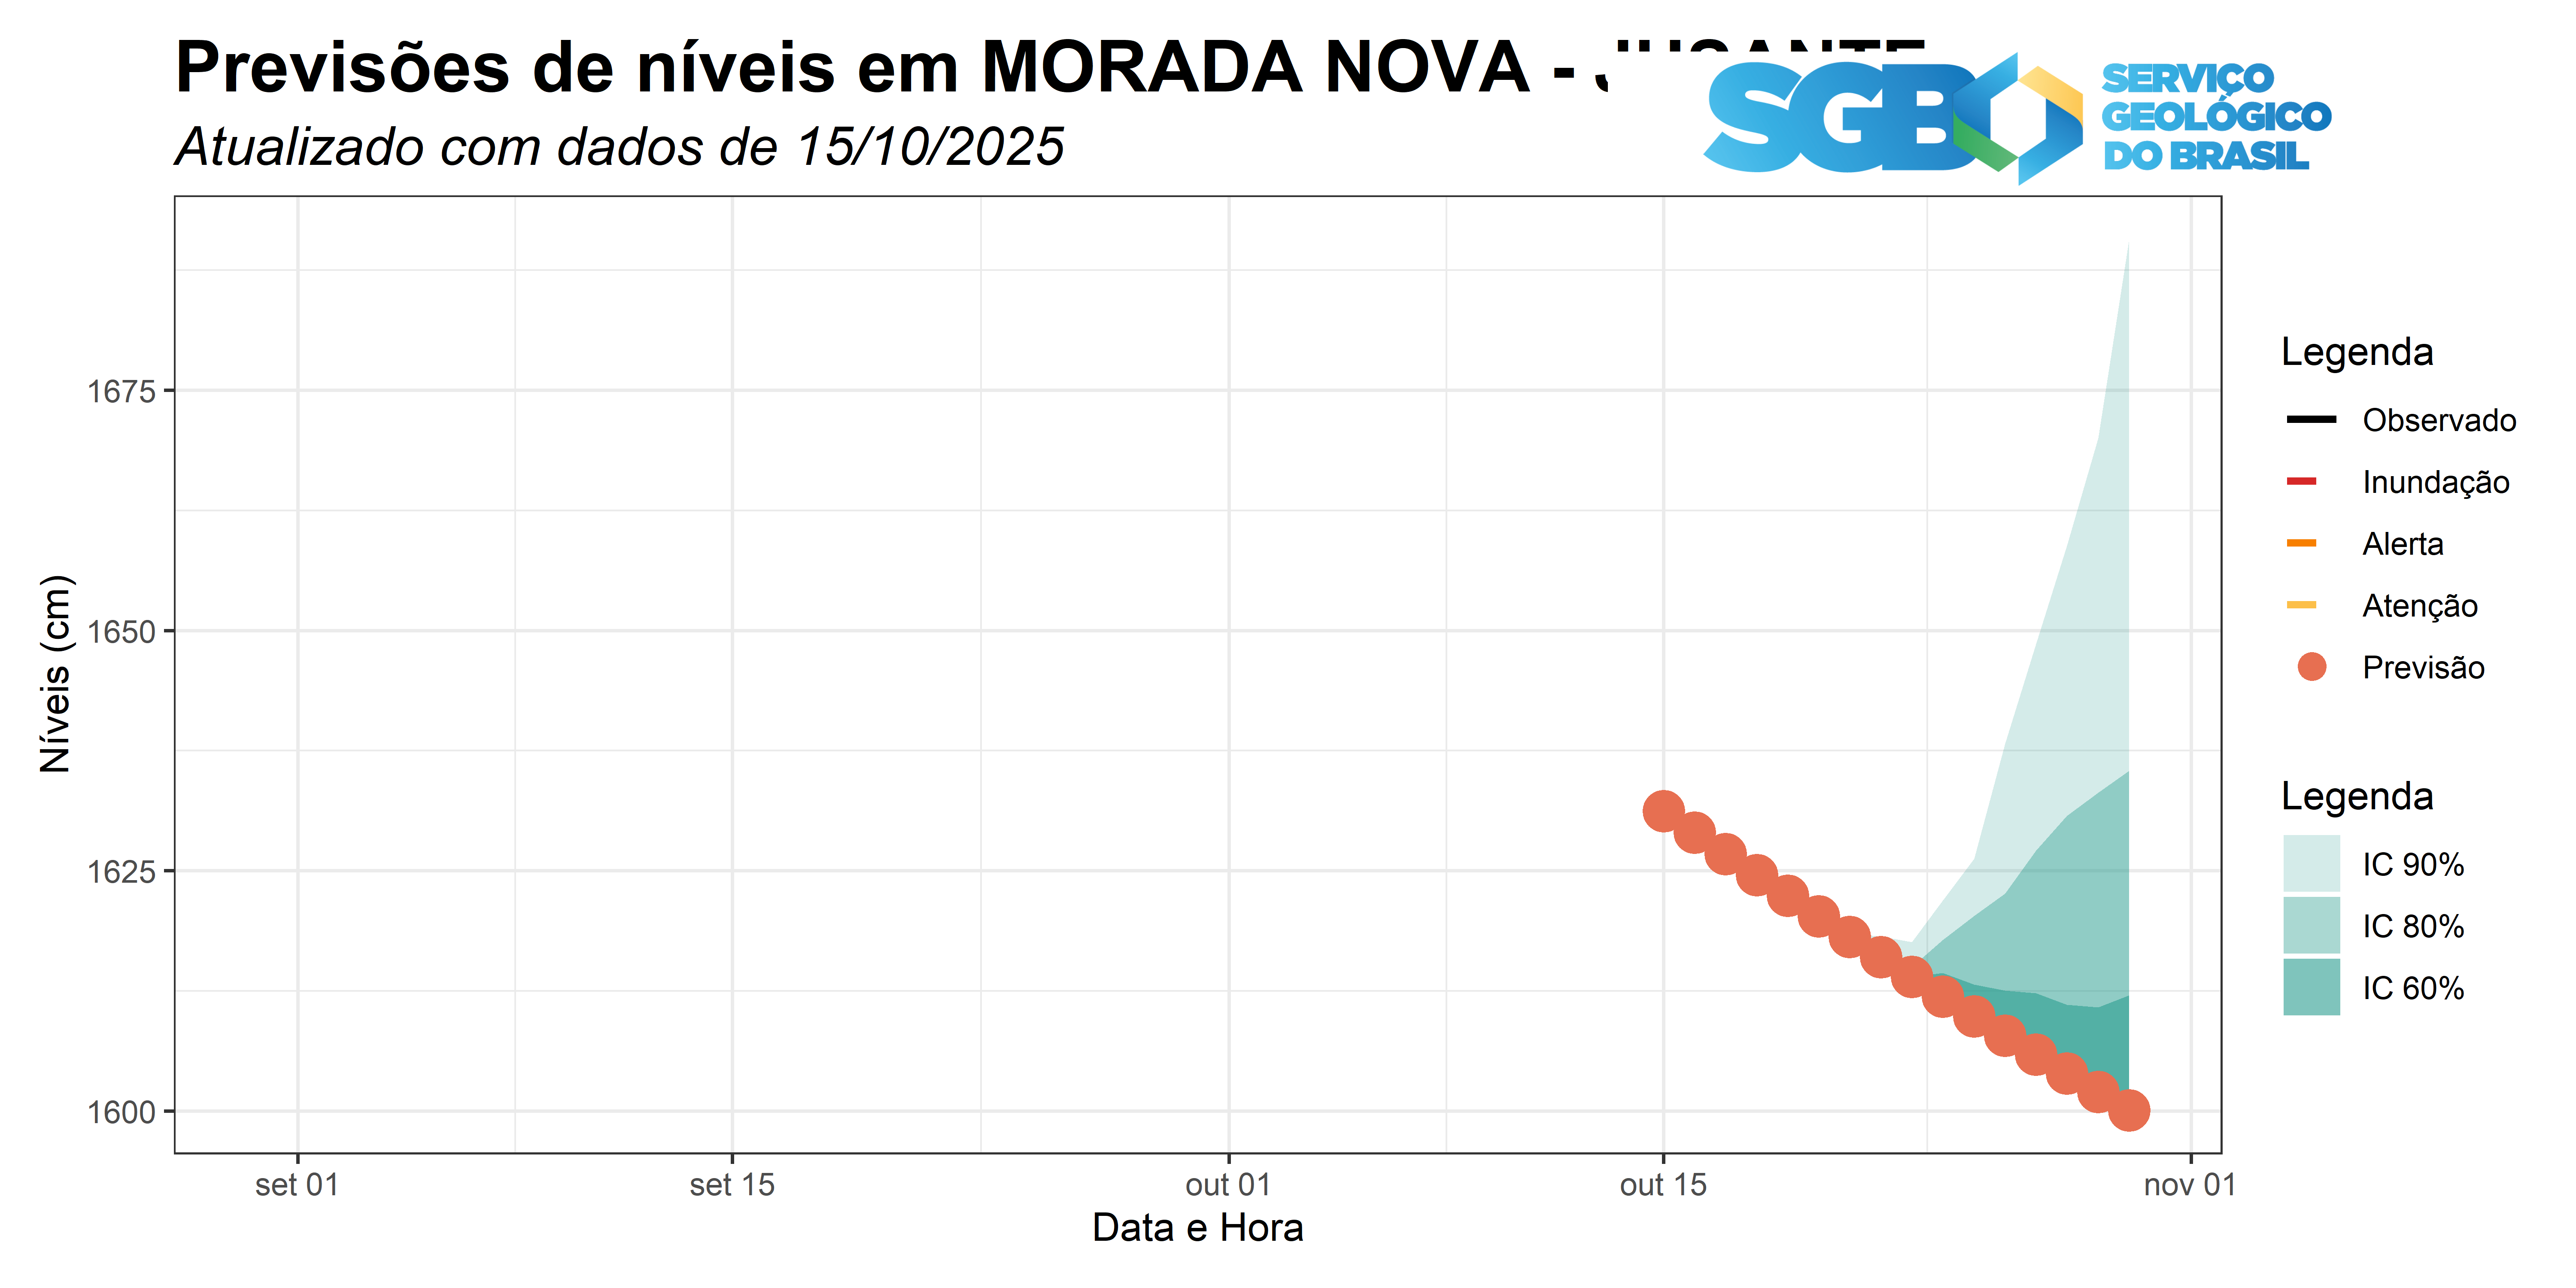 Previsões de níveis em MORADA NOVA -
Atualizado com dados de 15/10/2025
SGB
SERVIÇO
GEOLÓGICO
DO BRASIL
Níveis (cm)
1675
1650
1625
1600
set 01
set 15
out 01
out 15
nov 01
Data e Hora
Legenda
Observado
Inundação
Alerta
Atenção
Previsão
Legenda
IC 90%
IC 80%
IC 60%